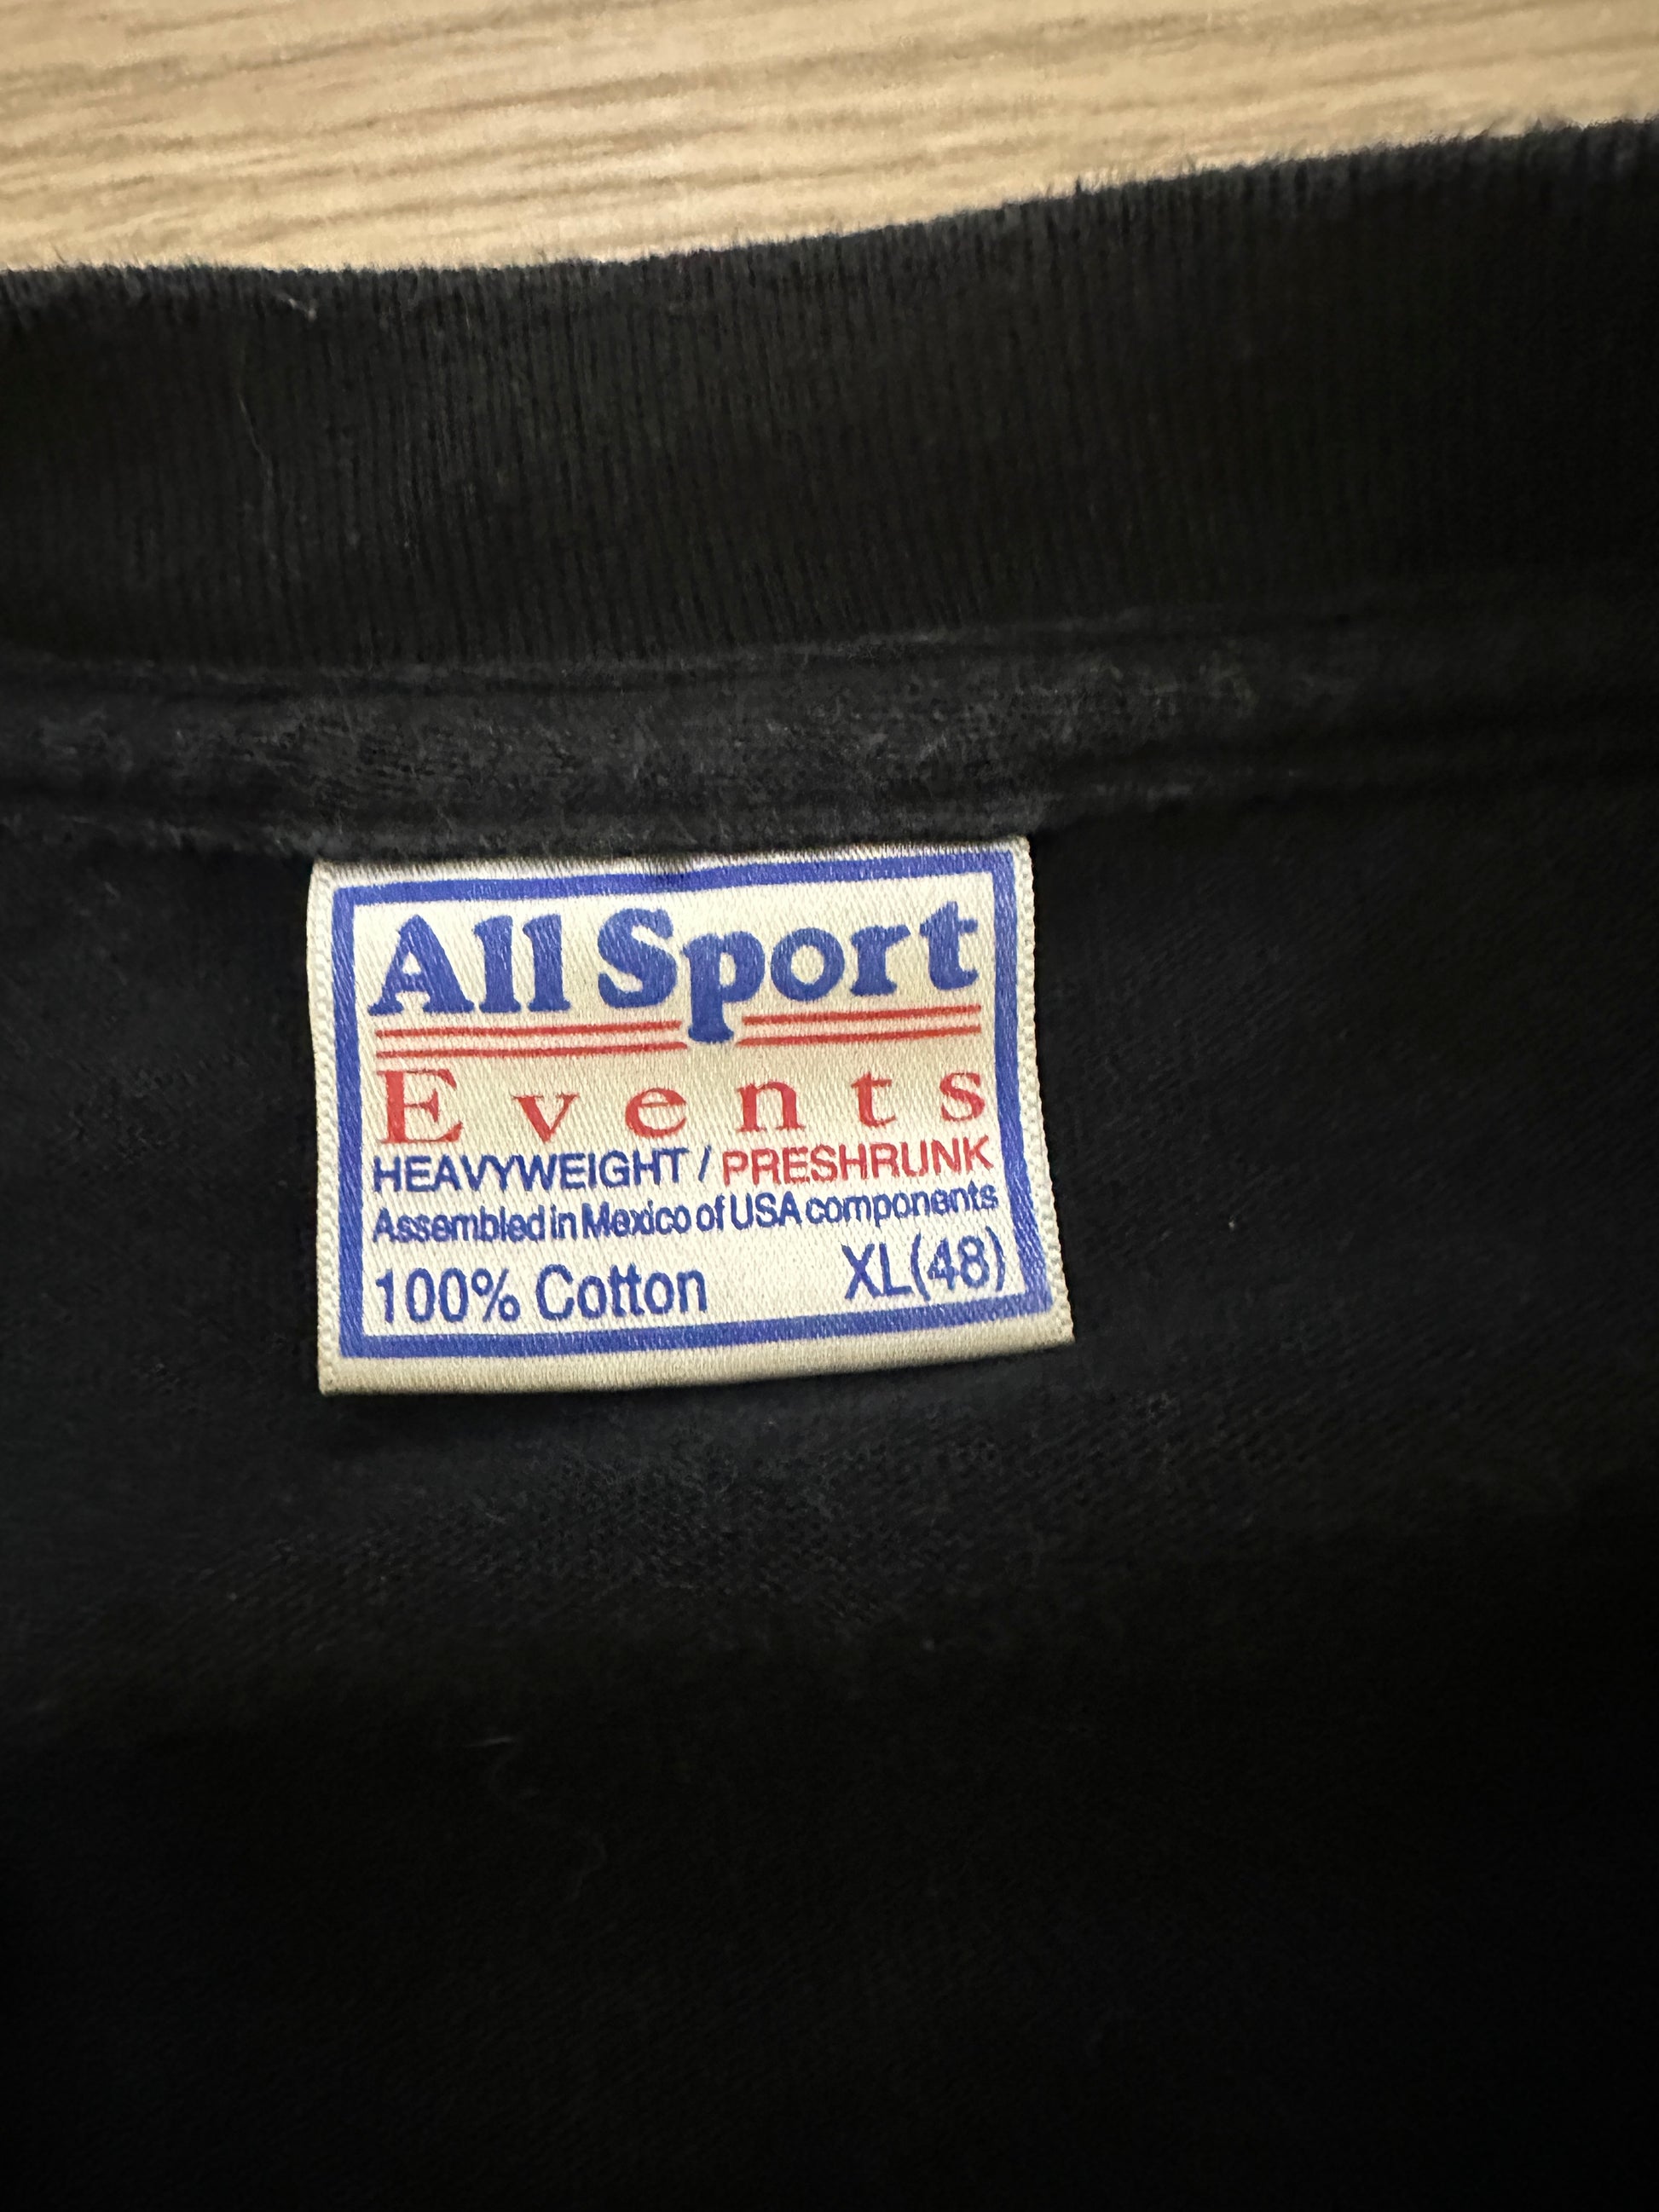 All Sport
Events
HEAVYWEIGHT / PRESHRUNK
Assembled in Mexico of USA components
100% Cotton XL(48)